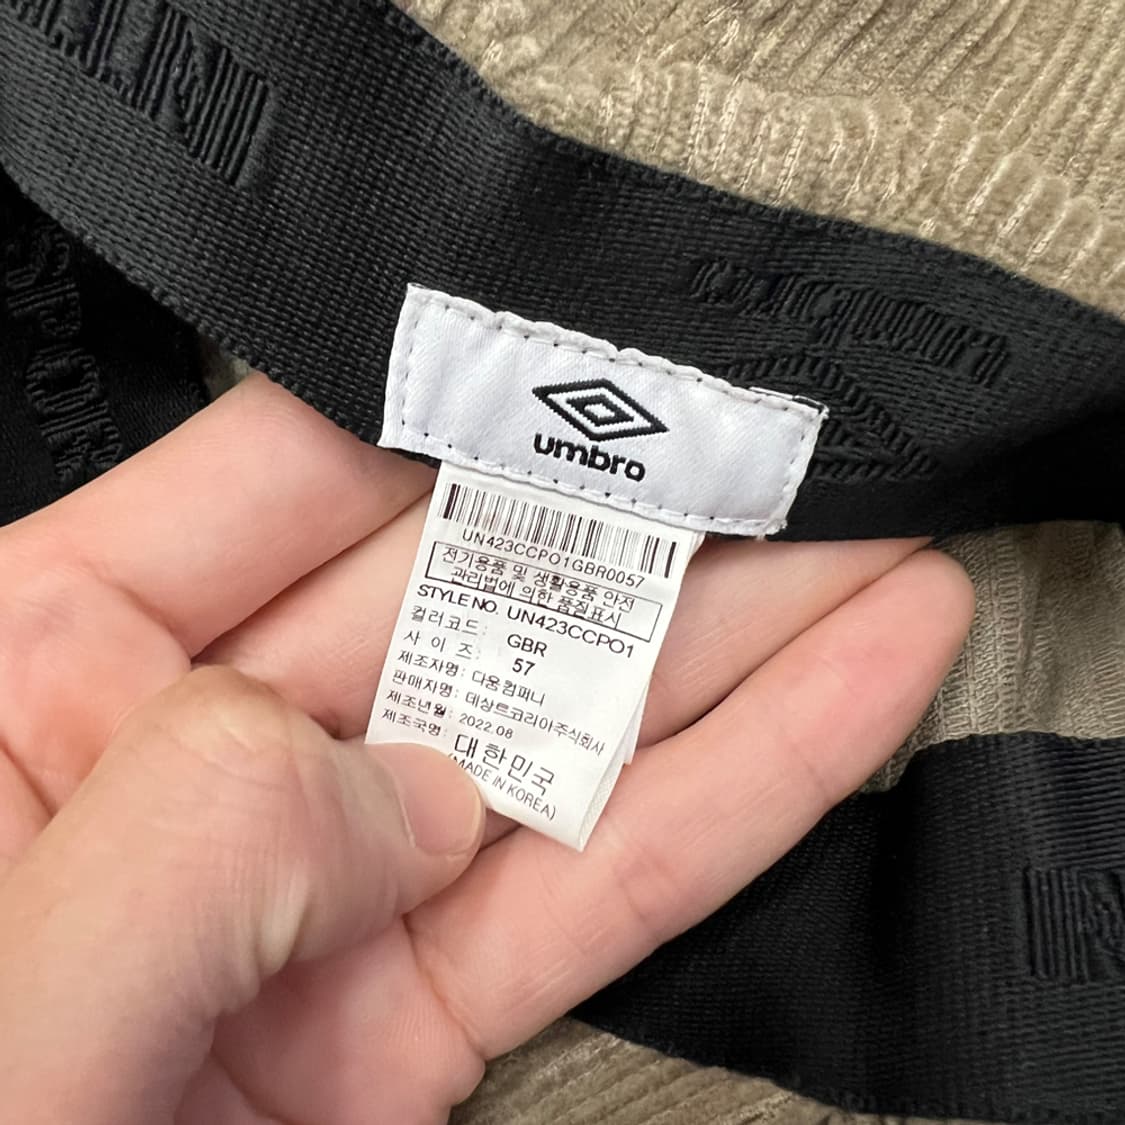 umbro
umbro
UN423CCPO1GBR0057
전기용품 및 생활용품 안전
관리법에 의한 품질표시
STYLE NO. UN423CCPO1
컬러코드: GBR
사 이 즈: 57
제조자명: 다움컴퍼니
판매자명: 데상트코리아주식회사
제조년월: 2022.08
제조국명: 대한민국
(MADE IN KOREA)